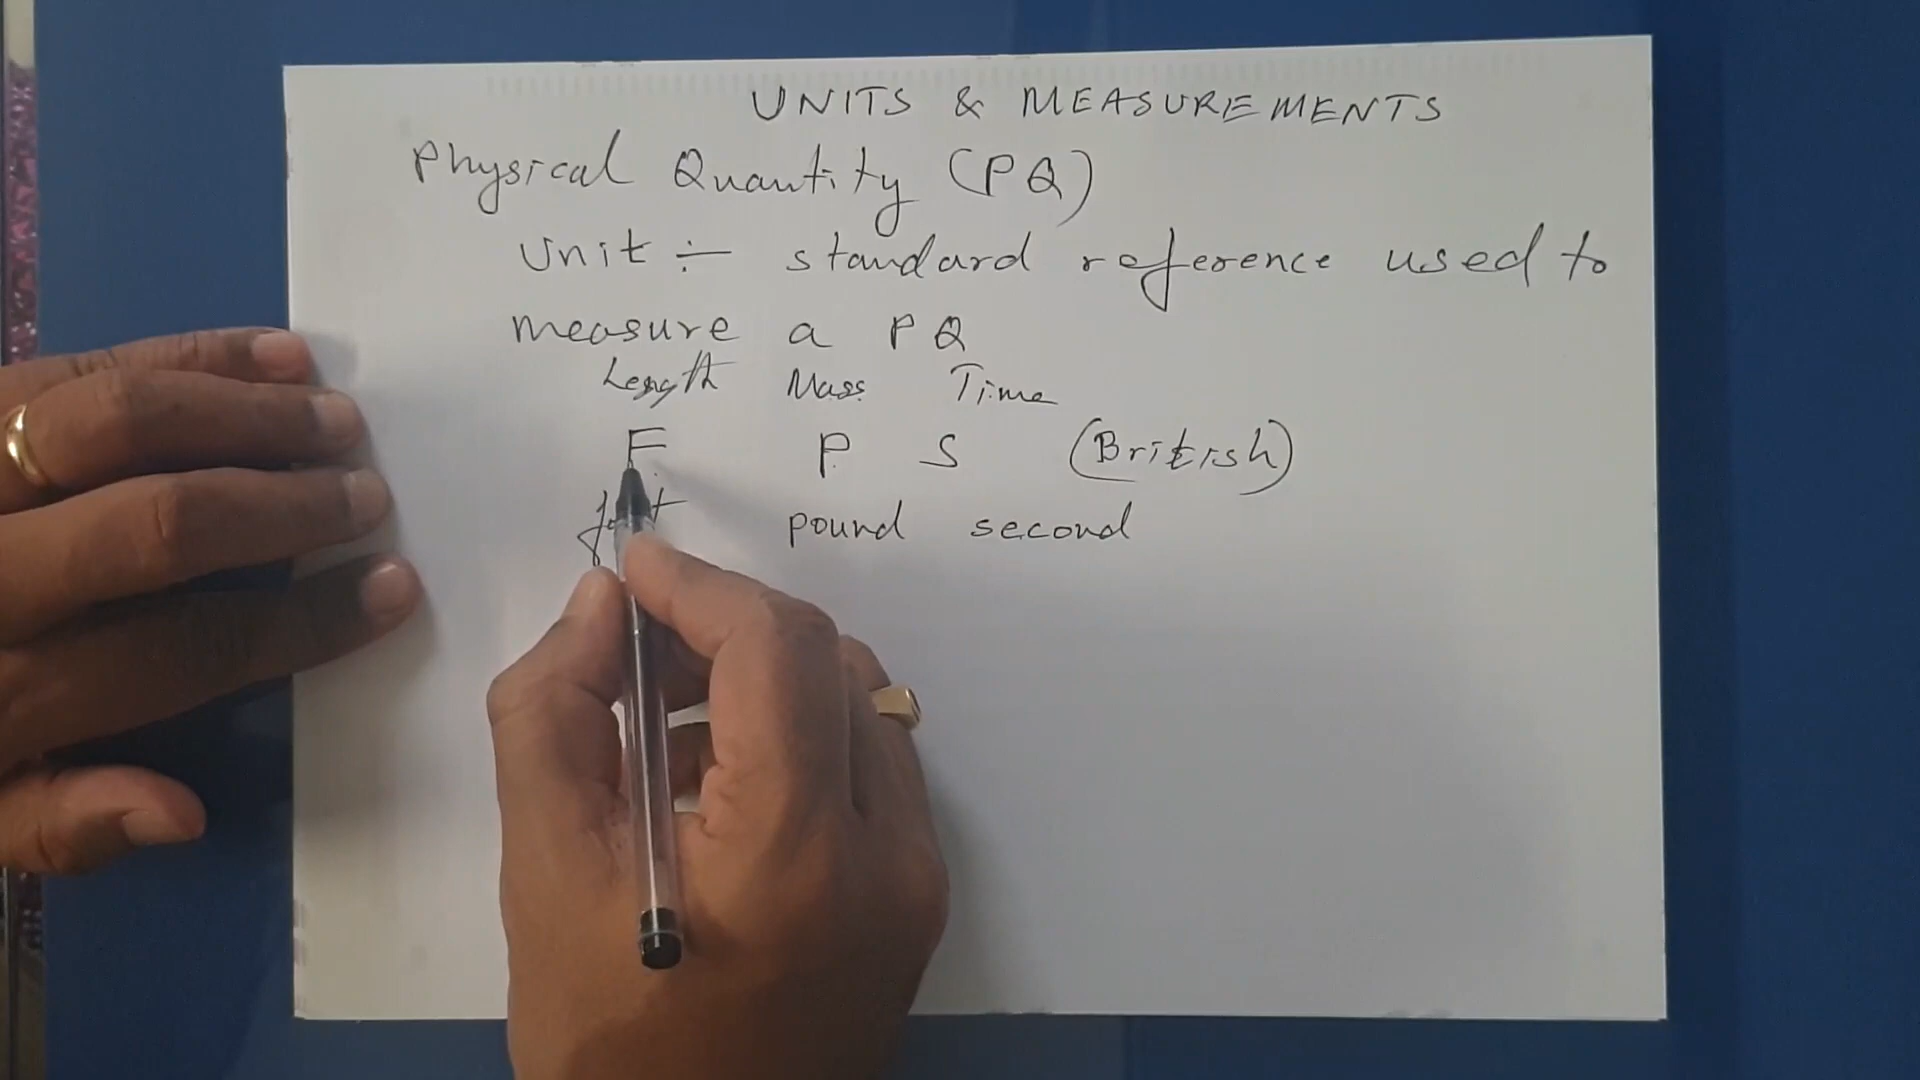 UNITS & MEASUREMENTS
Physical Quantity (PQ)
Unit ÷ standard reference used to
measure a PQ
Length Mass Time
F P S (British)
pound second